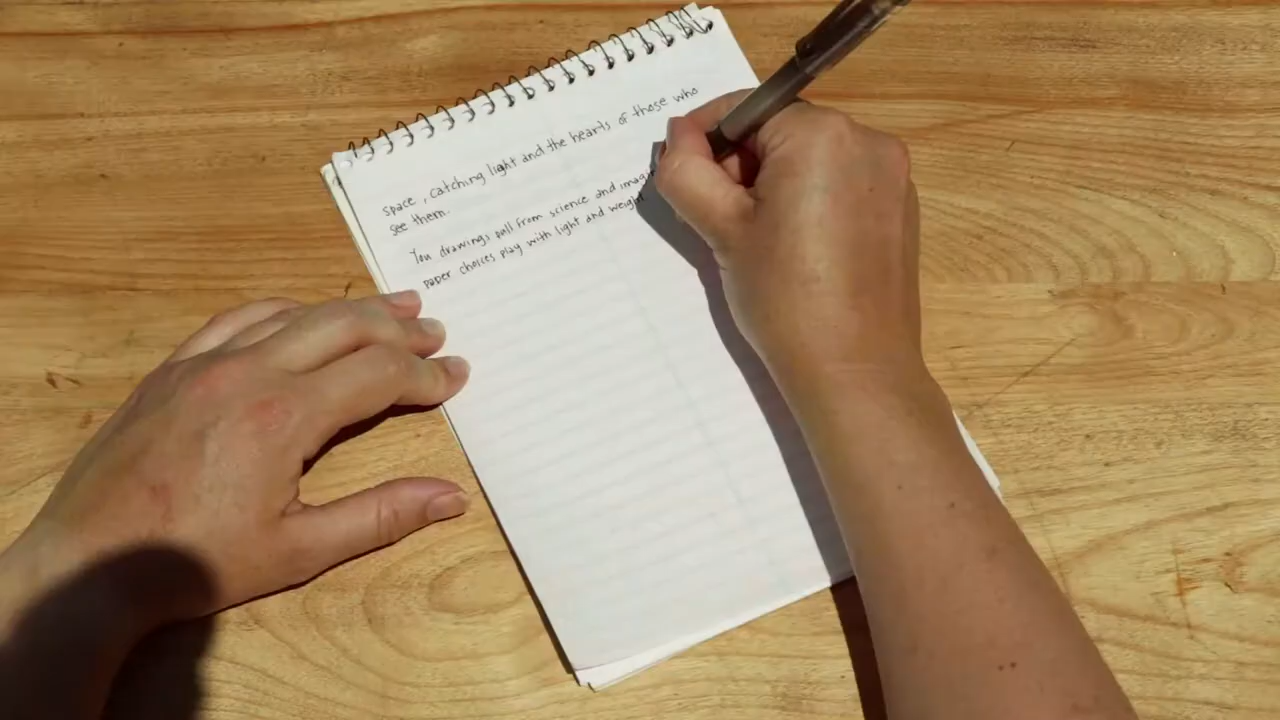 space, catching light and the hearts of those who
see them.
You drawings pull from science and imag
paper choices play with light and weight